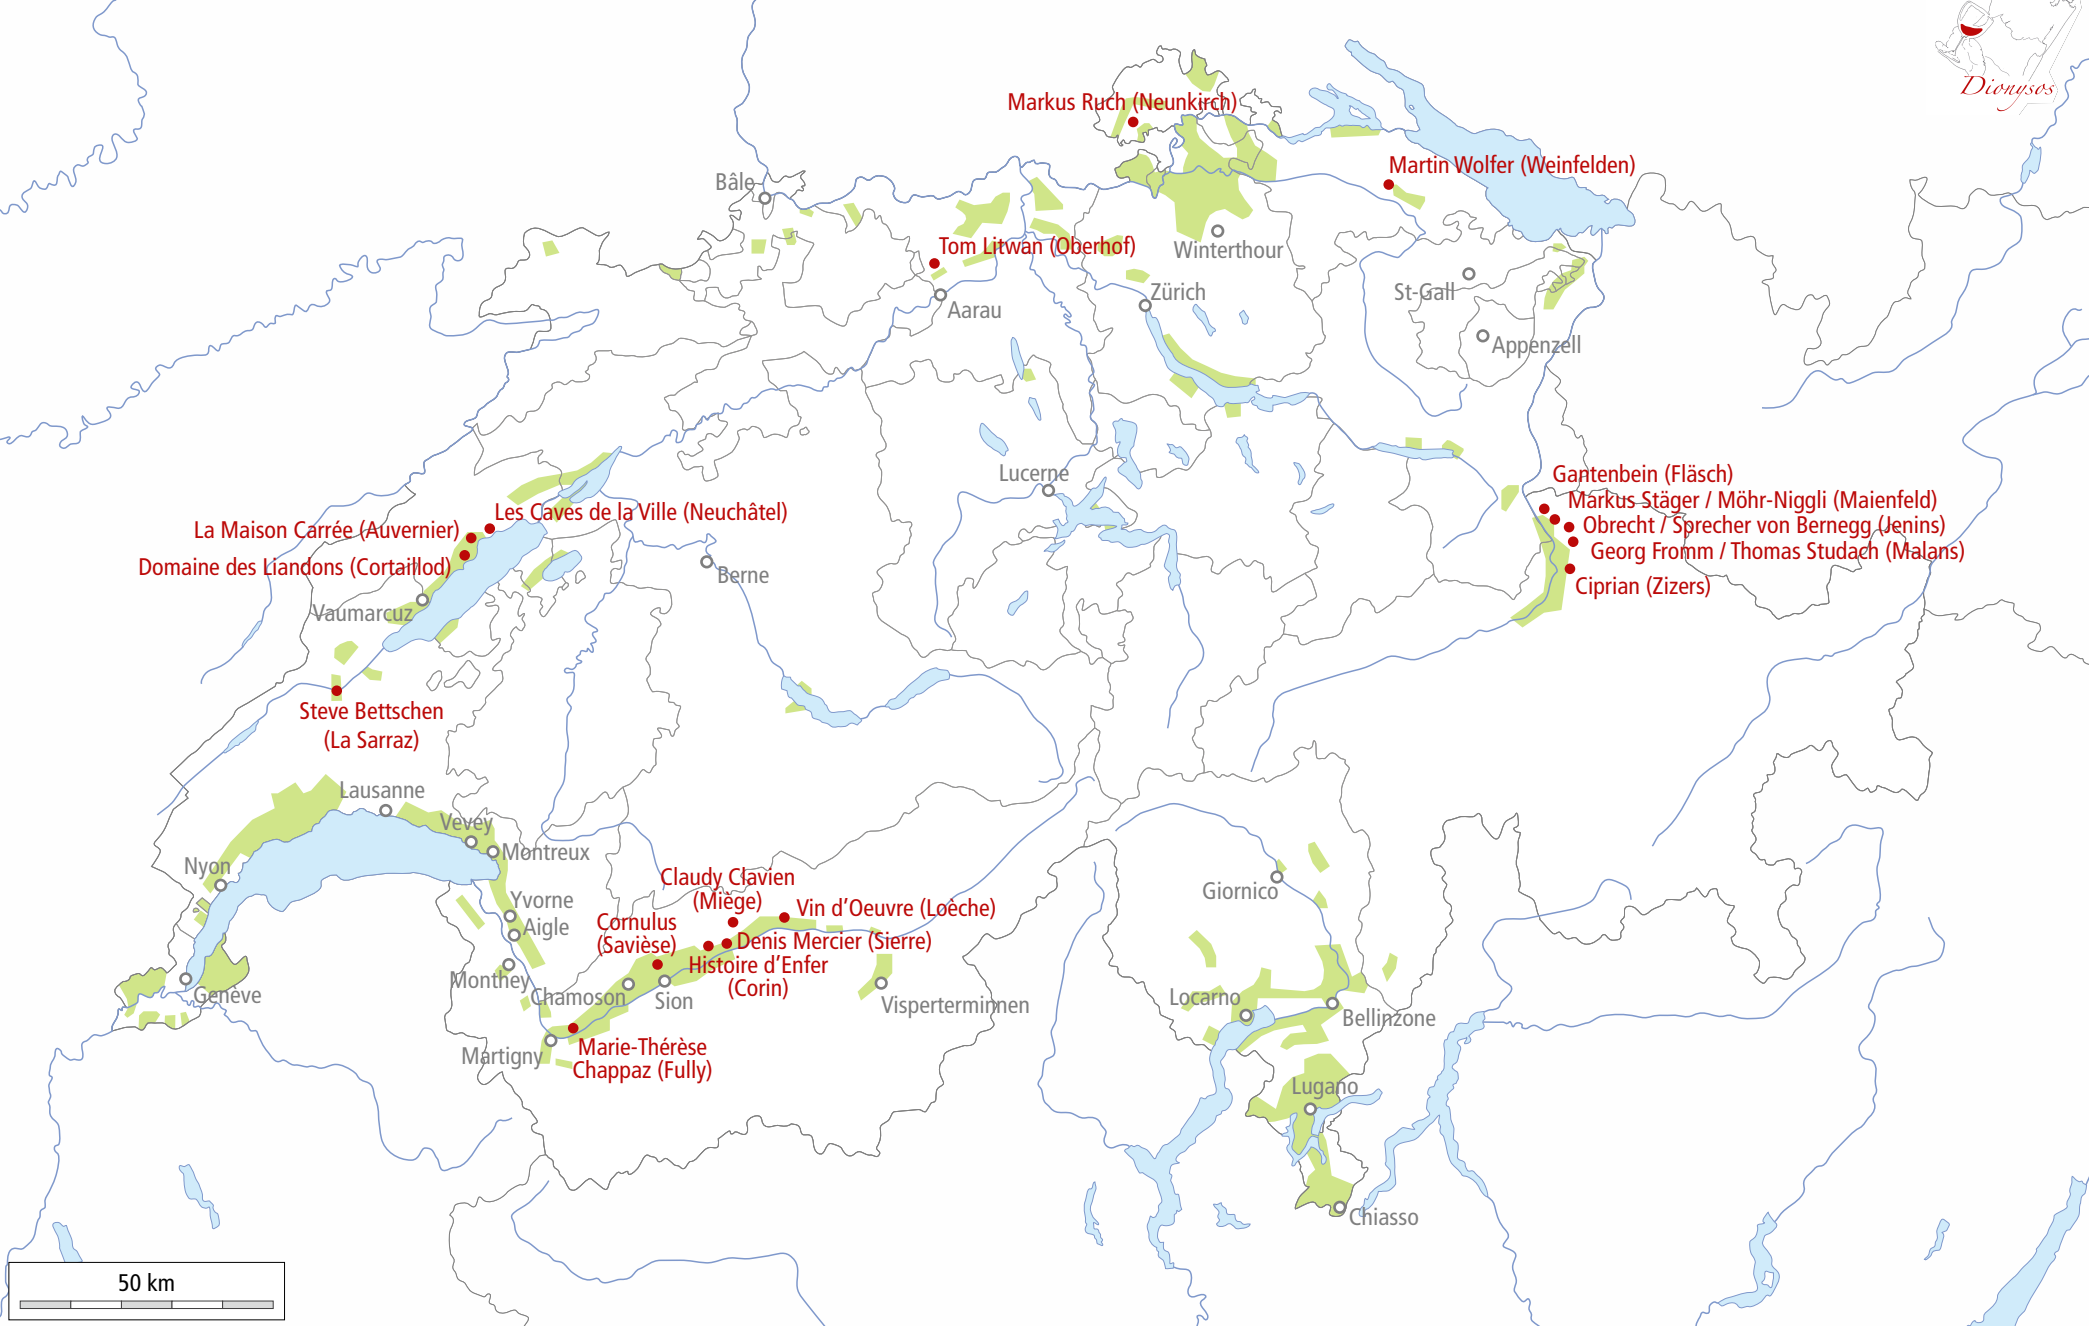 Dionysos
Markus Ruch (Neunkirch)
Martin Wolfer (Weinfelden)
Bâle
Tom Litwan (Oberhof)
Winterthour
Zürich
St-Gall
Aarau
Appenzell
Lucerne
Gantenbein (Fläsch)
Markus Stäger / Möhr-Niggli (Maienfeld)
Les Caves de la Ville (Neuchâtel)
Obrecht / Sprecher von Bernegg (Jenins)
La Maison Carrée (Auvernier)
Georg Fromm / Thomas Studach (Malans)
Domaine des Liandons (Cortaillod)
Berne
Ciprian (Zizers)
Vaumarcuz
Steve Bettschen
(La Sarraz)
Lausanne
Vevey
Montreux
Nyon
Claudy Clavien
(Miège)
Giornico
Yvorne
Vin d'Oeuvre (Loèche)
Aigle
Cornulus
(Savièse)
Denis Mercier (Sierre)
Histoire d'Enfer
(Corin)
Monthey
Genève
Chamoson
Sion
Visperterminen
Locarno
Bellinzone
Martigny
Marie-Thérèse
Chappaz (Fully)
Lugano
Chiasso
50 km